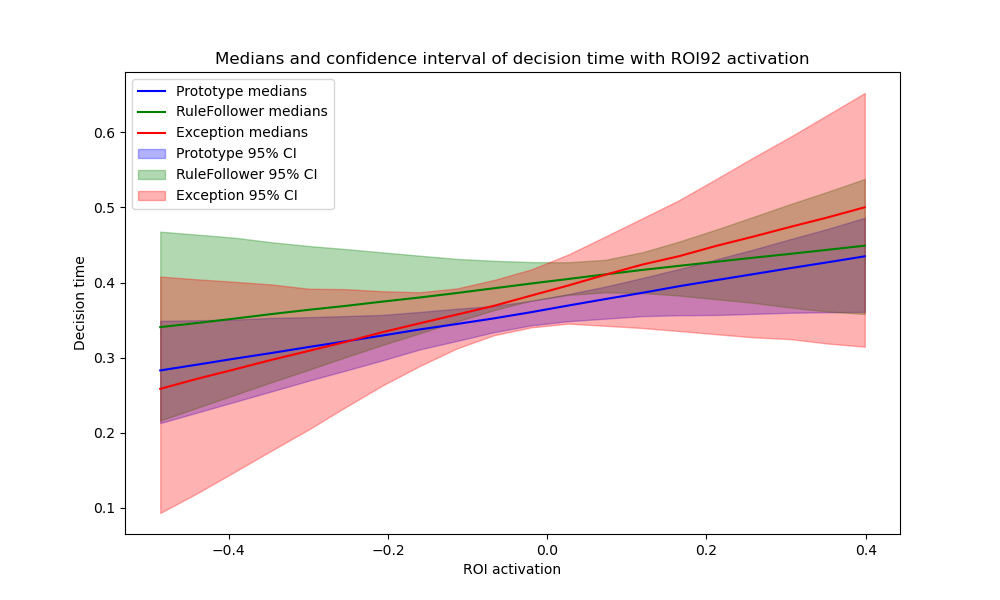 Medians and confidence interval of decision time with ROI92 activation
Prototype medians
RuleFollower medians
Exception medians
Prototype 95% CI
RuleFollower 95% CI
Exception 95% CI
Decision time
0.6
0.5
0.4
0.3
0.2
0.1
−0.4
−0.2
0.0
0.2
0.4
ROI activation